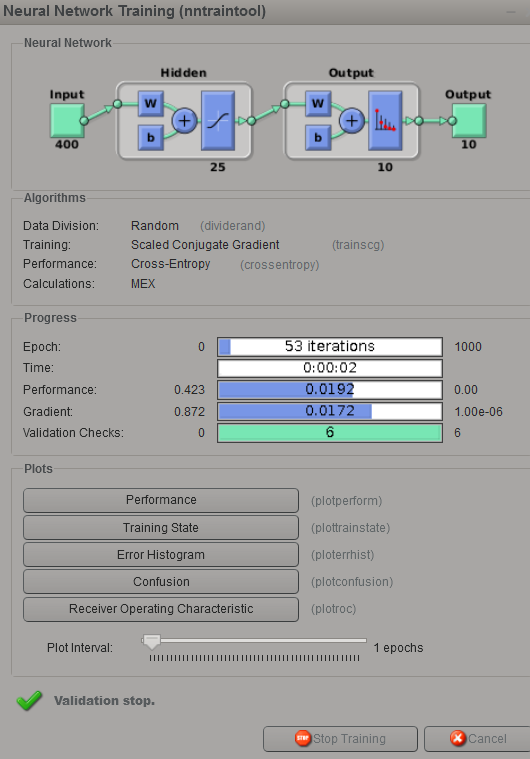 Neural Network Training (nntraintool)
Neural Network
Hidden Output
Input Output
W W
+ +
b b
400 10
25 10
Algorithms
Data Division: Random (dividerand)
Training: Scaled Conjugate Gradient (trainscg)
Performance: Cross-Entropy (crossentropy)
Calculations: MEX
Progress
Epoch: 0 53 iterations 1000
Time: 0:00:02
Performance: 0.423 0.0192 0.00
Gradient: 0.872 0.0172 1.00e-06
Validation Checks: 0 6 6
Plots
Performance (plotperform)
Training State (plottrainstate)
Error Histogram (ploterrhist)
Confusion (plotconfusion)
Receiver Operating Characteristic (plotroc)
Plot Interval: 1 epochs
Validation stop.
STOP Stop Training Cancel